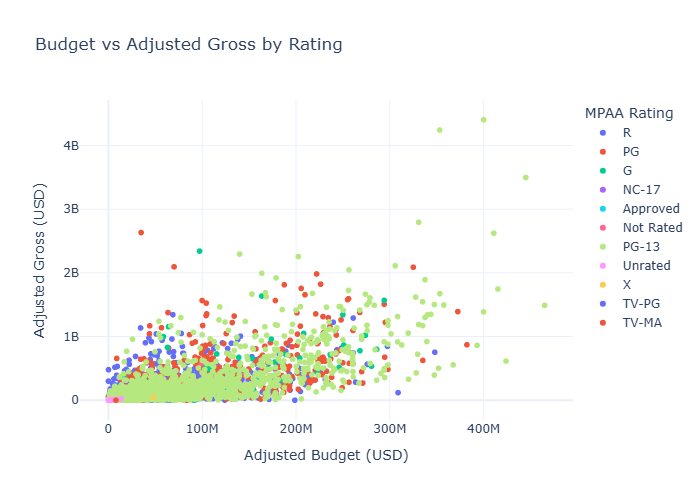 Budget vs Adjusted Gross by Rating
MPAA Rating
R
PG
G
NC-17
Approved
Not Rated
PG-13
Unrated
X
TV-PG
TV-MA
Adjusted Gross (USD)
4B
3B
2B
1B
0
0
100M
200M
300M
400M
Adjusted Budget (USD)